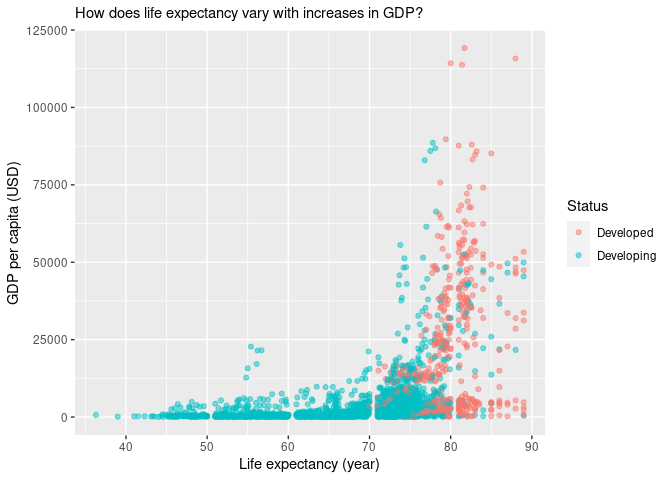 How does life expectancy vary with increases in GDP?
125000
100000
75000
50000
25000
0
GDP per capita (USD)
40 50 60 70 80 90
Life expectancy (year)
Status
Developed
Developing